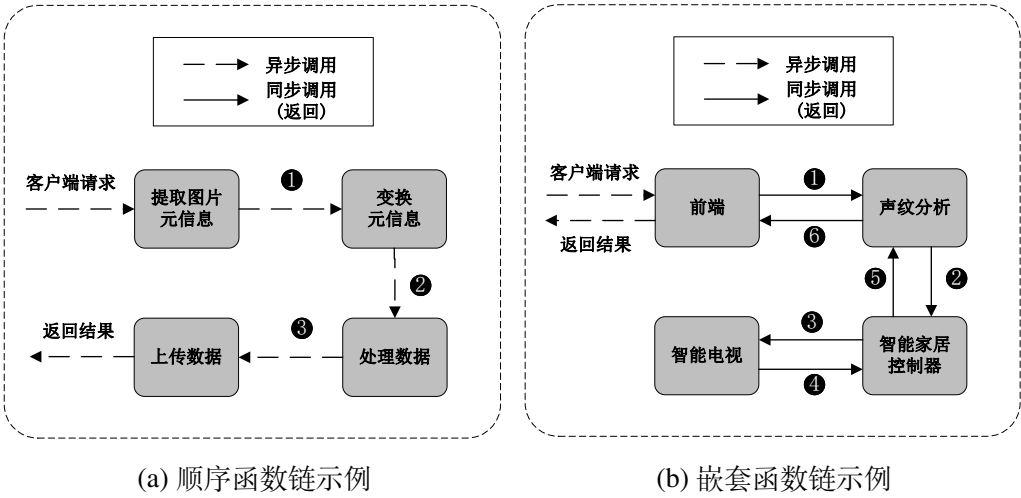 异步调用
同步调用
(返回)
客户端请求
提取图片
元信息
❶
变换
元信息
❷
返回结果
上传数据
❸
处理数据
(a) 顺序函数链示例
异步调用
同步调用
(返回)
客户端请求
返回结果
前端
❶
❻
声纹分析
❺
❷
智能电视
❸
❹
智能家居
控制器
(b) 嵌套函数链示例